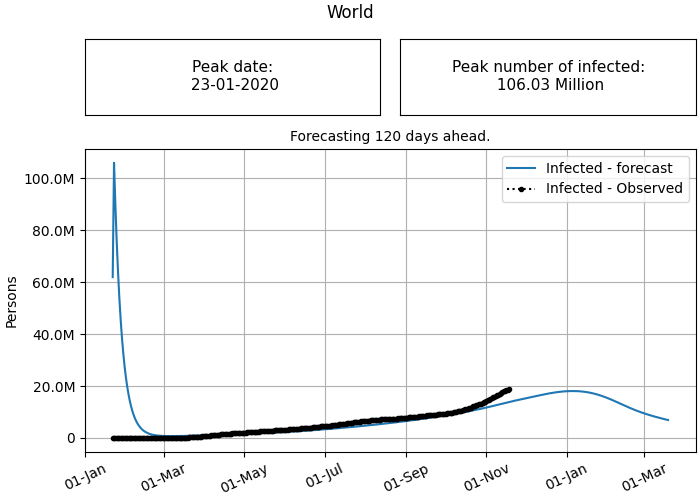 World
Peak date:
23-01-2020
Peak number of infected:
106.03 Million
Forecasting 120 days ahead.
Infected - forecast
Infected - Observed
Persons
100.0M
80.0M
60.0M
40.0M
20.0M
0
01-Jan
01-Mar
01-May
01-Jul
01-Sep
01-Nov
01-Jan
01-Mar